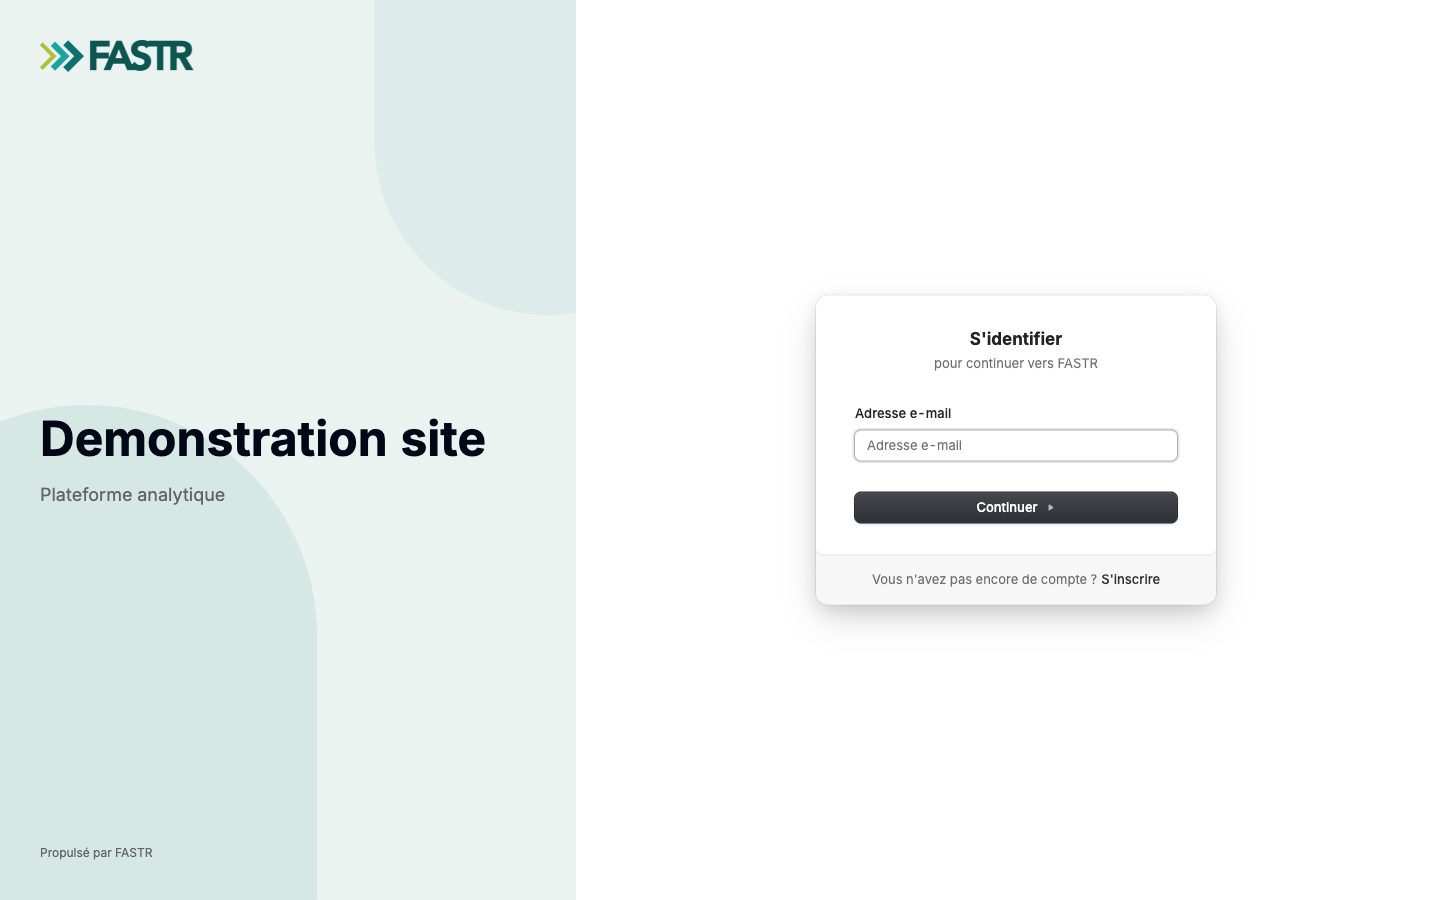 FASTR
Demonstration site
Plateforme analytique
Propulsé par FASTR
S'identifier
pour continuer vers FASTR
Adresse e-mail
Adresse e-mail
Continuer
Vous n'avez pas encore de compte ? S'inscrire